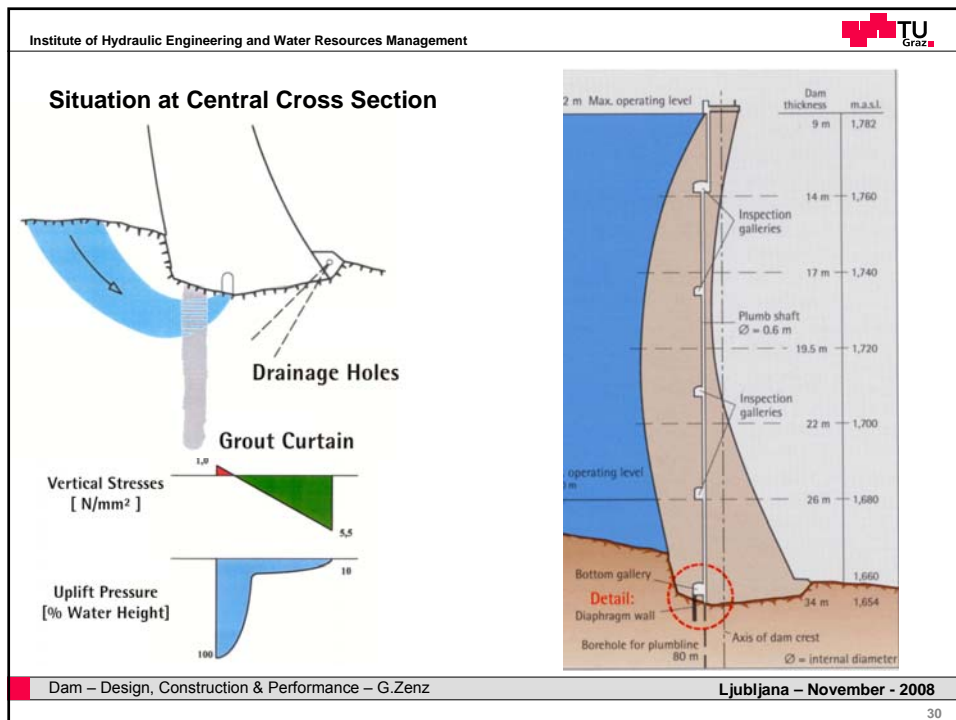 Institute of Hydraulic Engineering and Water Resources Management
TU
Graz
Situation at Central Cross Section
Drainage Holes
Grout Curtain
Vertical Stresses
[ N/mm² ]
1,0
5,5
Uplift Pressure
[% Water Height]
10
100
2 m Max. operating level
Dam
thickness
m.a.s.l.
9 m
1,782
14 m
1,760
Inspection
galleries
17 m
1,740
Plumb shaft
Ø = 0.6 m
19.5 m
1,720
Inspection
galleries
22 m
1,700
. operating level
m
26 m
1,680
Bottom gallery
1,660
Detail:
34 m
1,654
Diaphragm wall
Axis of dam crest
Borehole for plumbline
80 m
Ø = internal diameter
Dam – Design, Construction & Performance – G.Zenz
Ljubljana – November - 2008
30